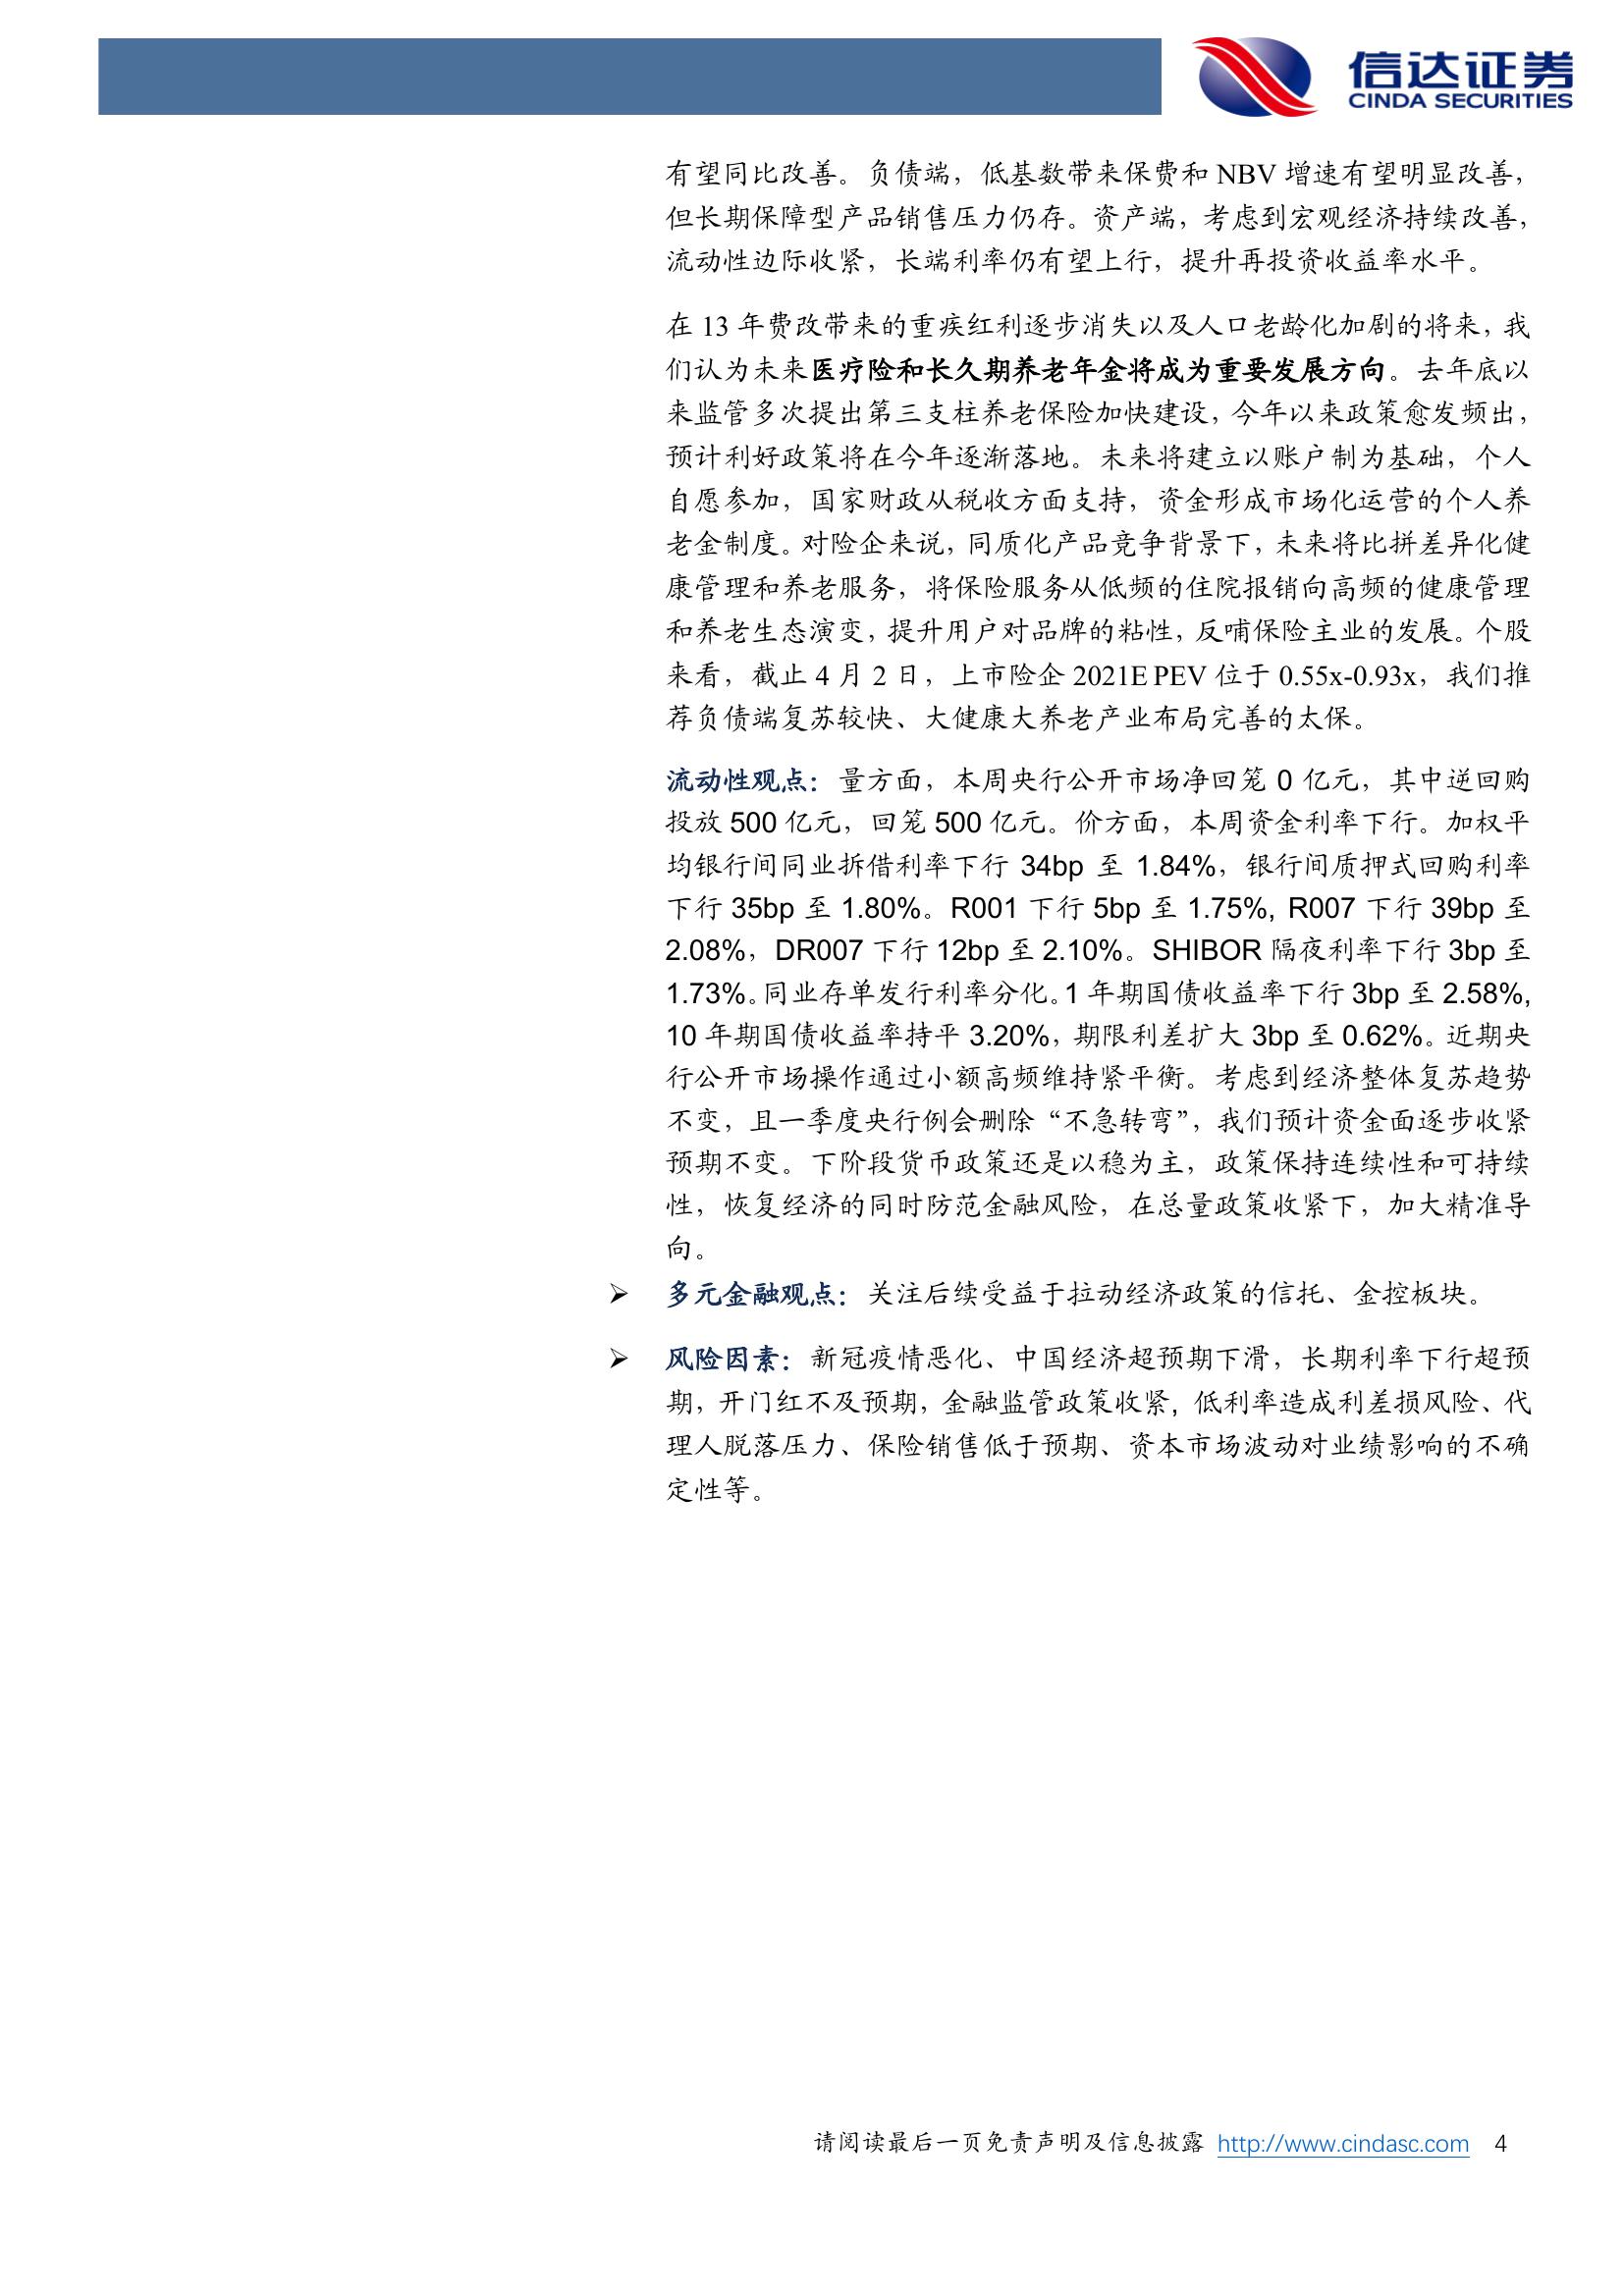 信达证券
CINDA SECURITIES
有望同比改善。负债端，低基数带来保费和 NBV 增速有望明显改善，
但长期保障型产品销售压力仍存。资产端，考虑到宏观经济持续改善，
流动性边际收紧，长端利率仍有望上行，提升再投资收益率水平。
在 13 年费改带来的重疾红利逐步消失以及人口老龄化加剧的将来，我
们认为未来医疗险和长久期养老年金将成为重要发展方向。去年底以
来监管多次提出第三支柱养老保险加快建设，今年以来政策愈发频出，
预计利好政策将在今年逐渐落地。未来将建立以账户制为基础，个人
自愿参加，国家财政从税收方面支持，资金形成市场化运营的个人养
老金制度。对险企来说，同质化产品竞争背景下，未来将比拼差异化健
康管理和养老服务，将保险服务从低频的住院报销向高频的健康管理
和养老生态演变，提升用户对品牌的粘性，反哺保险主业的发展。个股
来看，截止 4 月 2 日，上市险企 2021E PEV 位于 0.55x-0.93x，我们推
荐负债端复苏较快、大健康大养老产业布局完善的太保。
流动性观点：量方面，本周央行公开市场净回笼 0 亿元，其中逆回购
投放 500 亿元，回笼 500 亿元。价方面，本周资金利率下行。加权平
均银行间同业拆借利率下行 34bp 至 1.84%，银行间质押式回购利率
下行 35bp 至 1.80%。R001 下行 5bp 至 1.75%, R007 下行 39bp 至
2.08%，DR007 下行 12bp 至 2.10%。SHIBOR 隔夜利率下行 3bp 至
1.73%。同业存单发行利率分化。1 年期国债收益率下行 3bp 至 2.58%,
10 年期国债收益率持平 3.20%，期限利差扩大 3bp 至 0.62%。近期央
行公开市场操作通过小额高频维持紧平衡。考虑到经济整体复苏趋势
不变，且一季度央行例会删除“不急转弯”，我们预计资金面逐步收紧
预期不变。下阶段货币政策还是以稳为主，政策保持连续性和可持续
性，恢复经济的同时防范金融风险，在总量政策收紧下，加大精准导
向。
➢ 多元金融观点：关注后续受益于拉动经济政策的信托、金控板块。
➢ 风险因素：新冠疫情恶化、中国经济超预期下滑，长期利率下行超预
期，开门红不及预期，金融监管政策收紧, 低利率造成利差损风险、代
理人脱落压力、保险销售低于预期、资本市场波动对业绩影响的不确
定性等。
请阅读最后一页免责声明及信息披露 http://www.cindasc.com 4